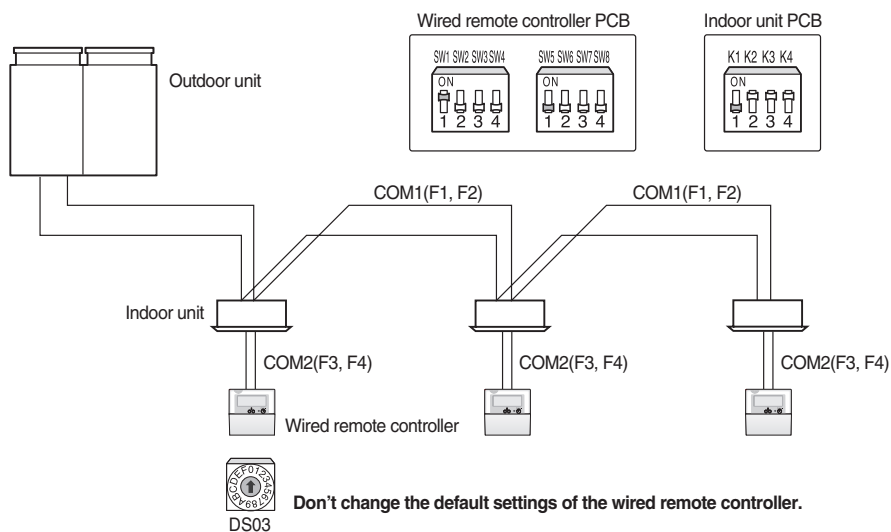 Wired remote controller PCB
Indoor unit PCB
SW1 SW2 SW3 SW4
SW5 SW6 SW7 SW8
K1 K2 K3 K4
ON
1 2 3 4
ON
1 2 3 4
ON
1 2 3 4
Outdoor unit
COM1(F1, F2)
COM1(F1, F2)
Indoor unit
COM2(F3, F4)
COM2(F3, F4)
COM2(F3, F4)
Wired remote controller
0123456789ABCDEF
Don't change the default settings of the wired remote controller.
DS03